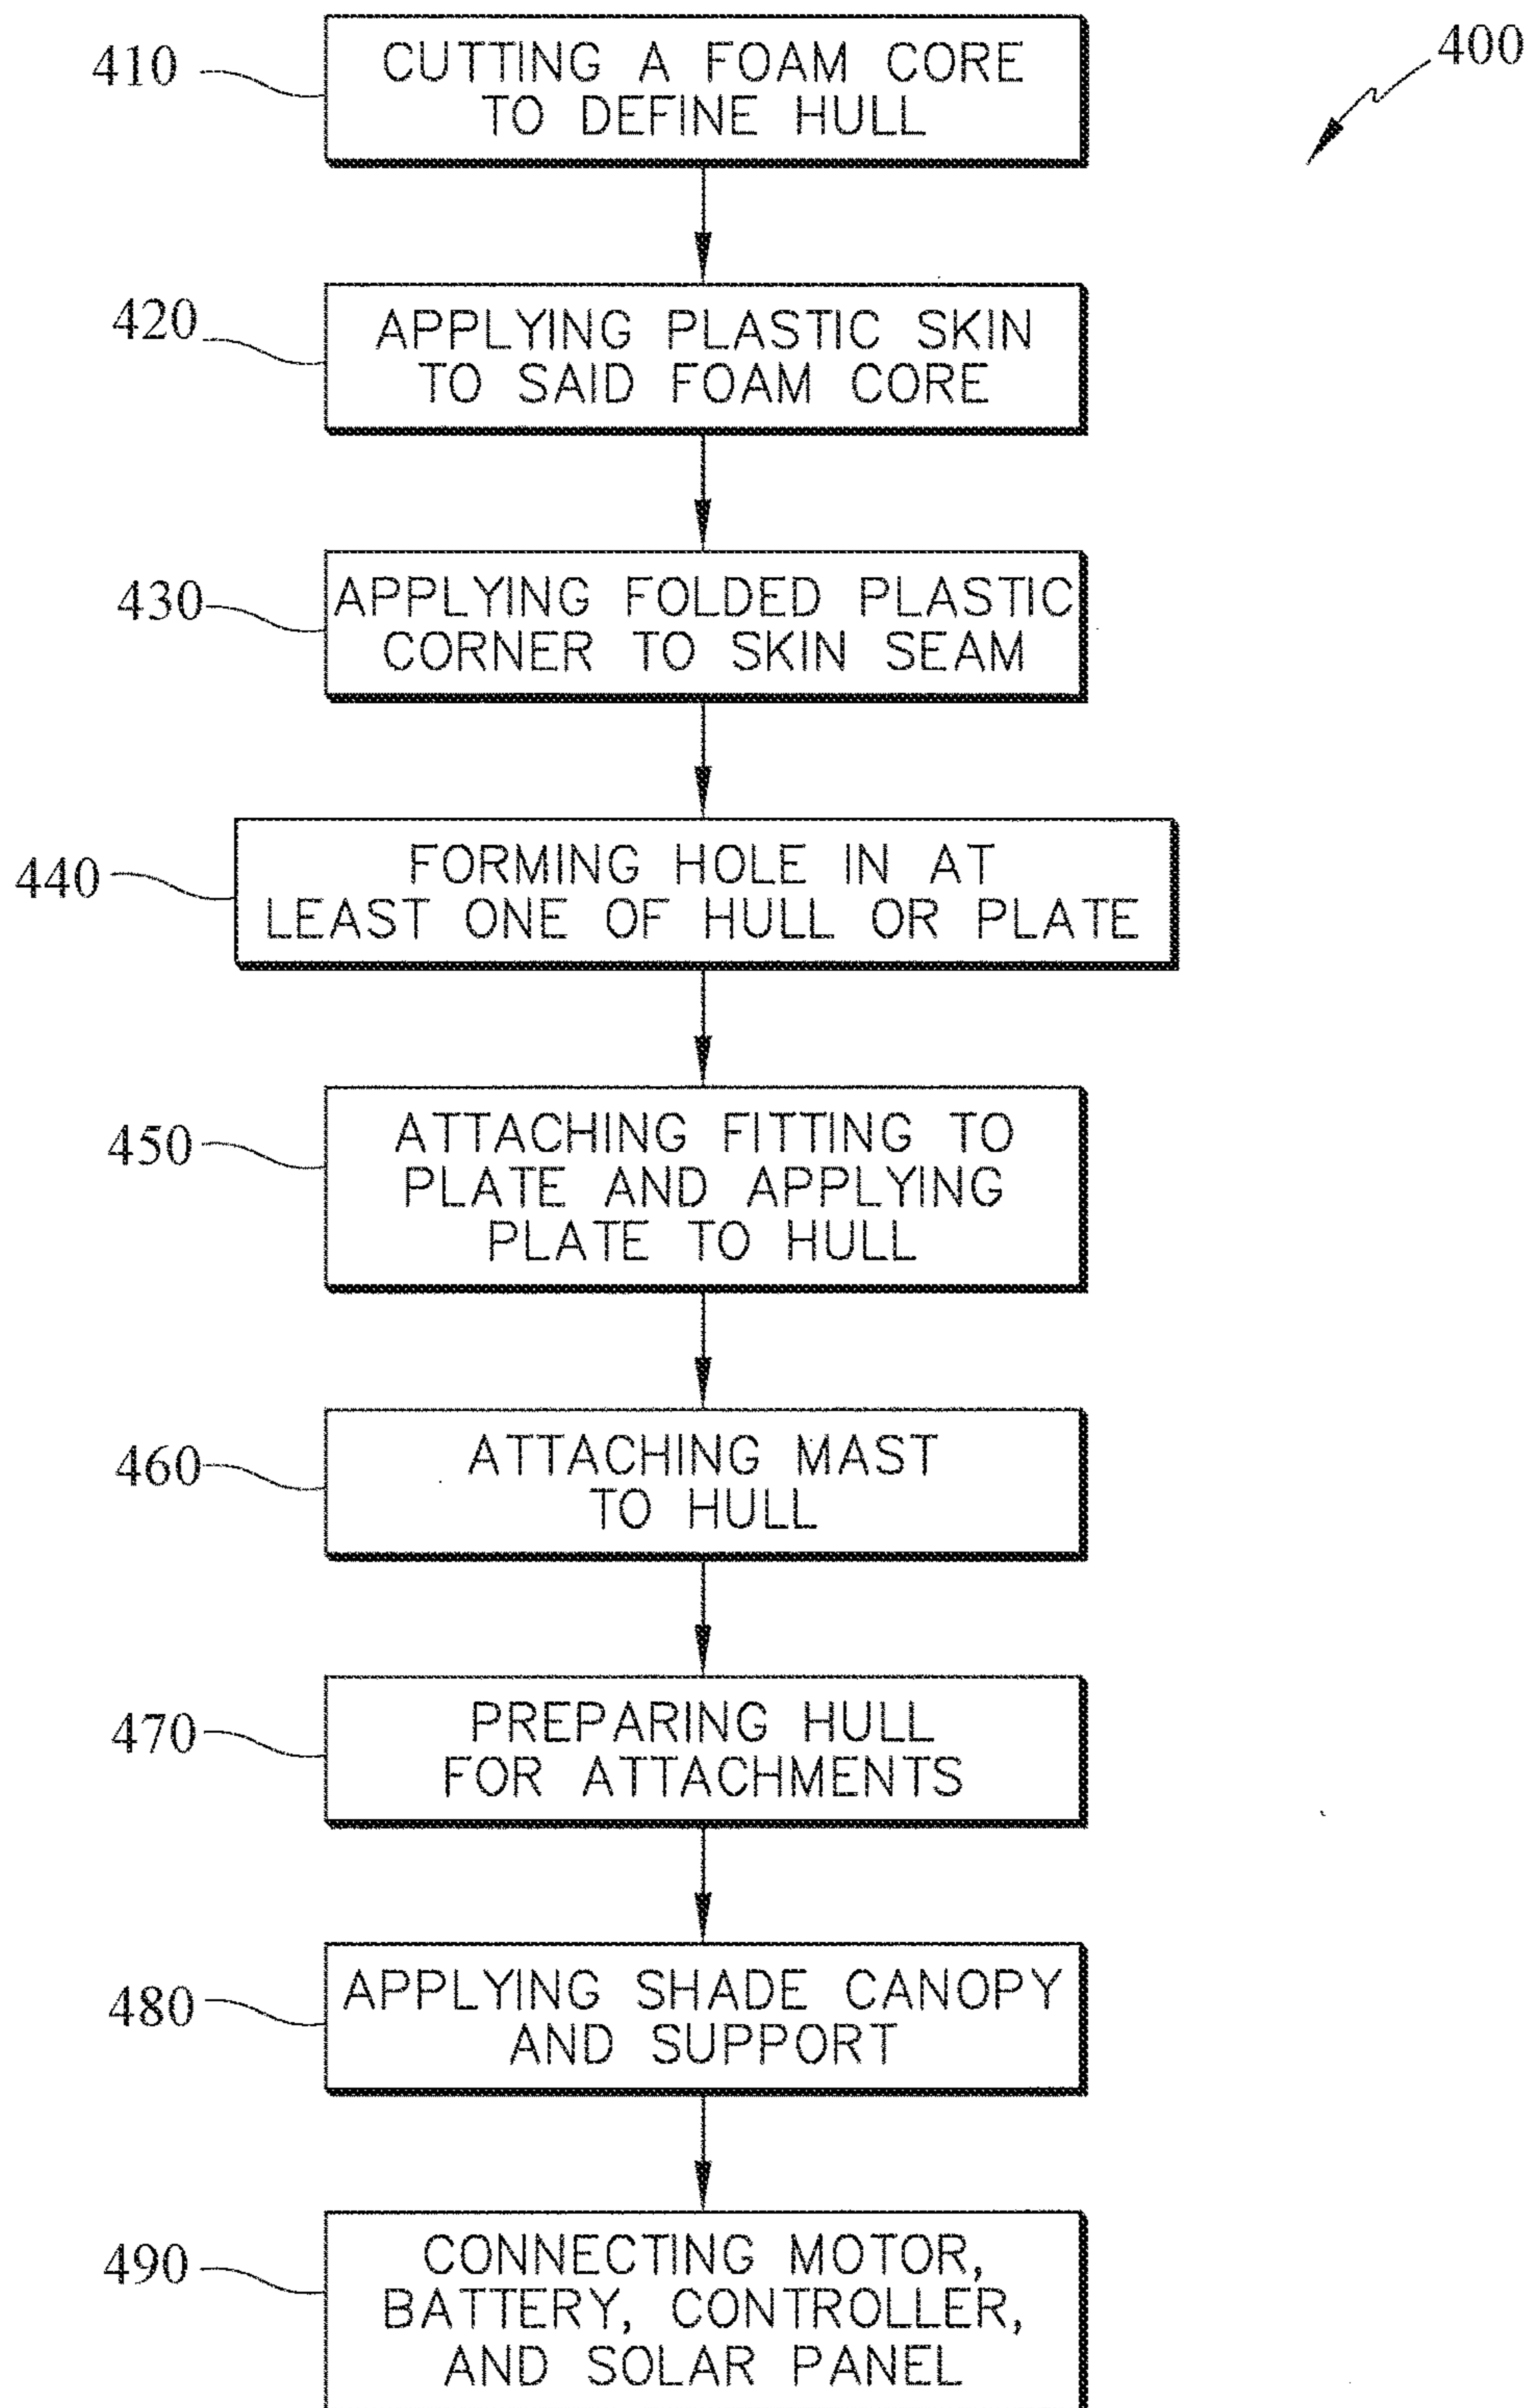 400
410
CUTTING A FOAM CORE
TO DEFINE HULL
420
APPLYING PLASTIC SKIN
TO SAID FOAM CORE
430
APPLYING FOLDED PLASTIC
CORNER TO SKIN SEAM
440
FORMING HOLE IN AT
LEAST ONE OF HULL OR PLATE
450
ATTACHING FITTING TO
PLATE AND APPLYING
PLATE TO HULL
460
ATTACHING MAST
TO HULL
470
PREPARING HULL
FOR ATTACHMENTS
480
APPLYING SHADE CANOPY
AND SUPPORT
490
CONNECTING MOTOR,
BATTERY, CONTROLLER,
AND SOLAR PANEL